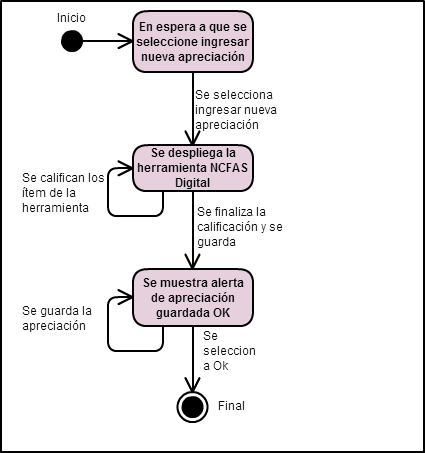 Inicio
En espera a que se
seleccione ingresar
nueva apreciación
Se selecciona
ingresar nueva
apreciación
Se despliega la
herramienta NCFAS
Digital
Se califican los
ítem de la
herramienta
Se finaliza la
calificación y se
guarda
Se muestra alerta
de apreciación
guardada OK
Se guarda la
apreciación
Se
seleccion
a Ok
Final